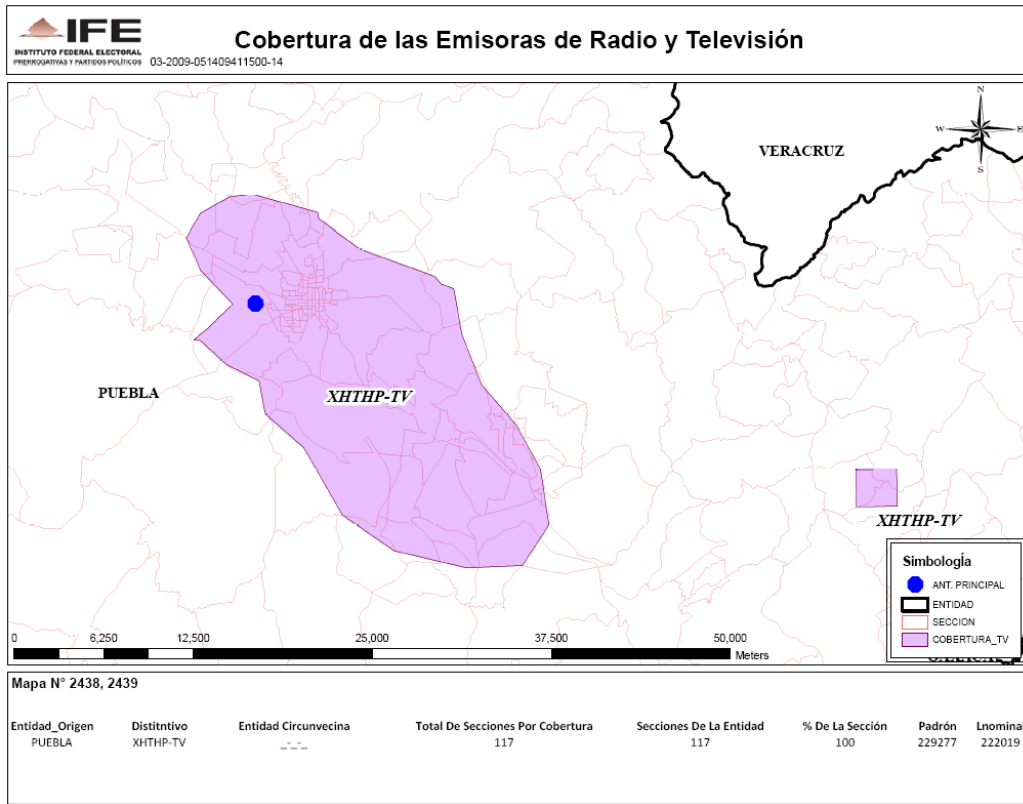 IFE
INSTITUTO FEDERAL ELECTORAL
PRERROGATIVAS Y PARTIDOS POLÍTICOS
03-2009-051409411500-14
Cobertura de las Emisoras de Radio y Televisión
N
W E
S
VERACRUZ
PUEBLA
XHTHP-TV
XHTHP-TV
Simbología
ANT. PRINCIPAL
ENTIDAD
SECCION
COBERTURA_TV
0 6,250 12,500 25,000 37,500 50,000
Meters
Mapa N° 2438, 2439
Entidad_Origen Distitntivo Entidad Circunvecina Total De Secciones Por Cobertura Secciones De La Entidad % De La Sección Padrón Lnominal
PUEBLA XHTHP-TV _-_-_ 117 117 100 229277 222019